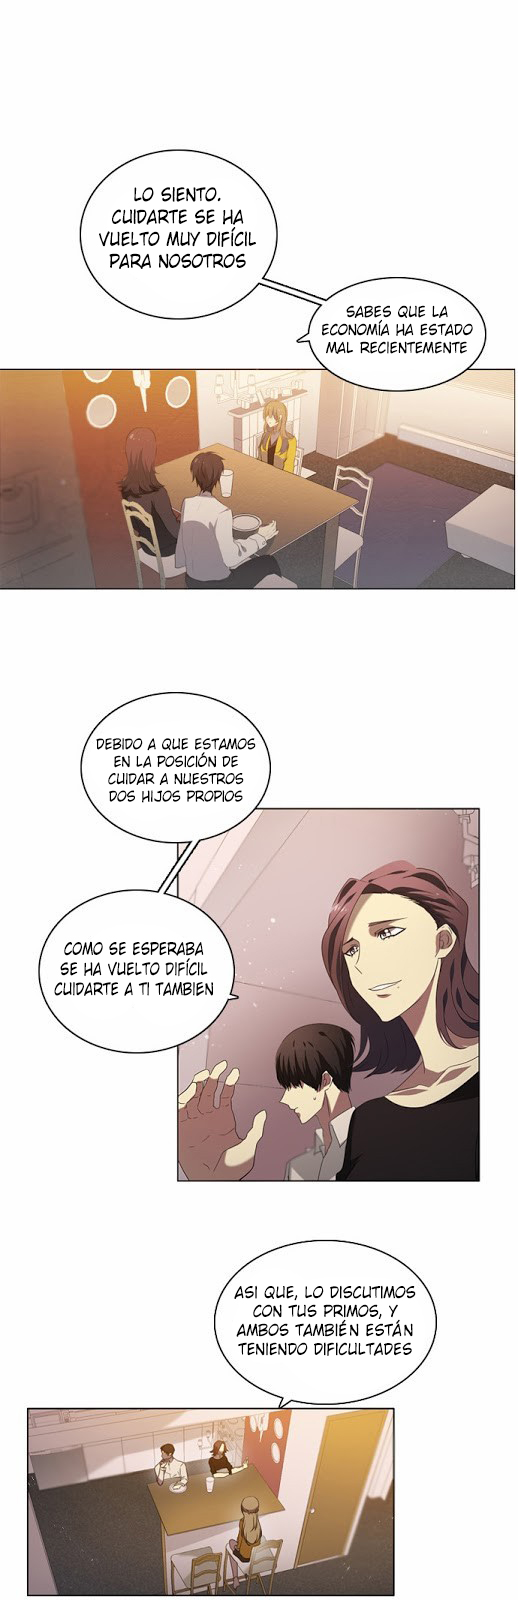 LO SIENTO.
CUIDARTE SE HA
VUELTO MUY DIFÍCIL
PARA NOSOTROS
SABES QUE LA
ECONOMÍA HA ESTADO
MAL RECIENTEMENTE
DEBIDO A QUE ESTAMOS
EN LA POSICIÓN DE
CUIDAR A NUESTROS
DOS HIJOS PROPIOS
COMO SE ESPERABA
SE HA VUELTO DIFÍCIL
CUIDARTE A TI TAMBIEN
ASI QUE, LO DISCUTIMOS
CON TUS PRIMOS, Y
AMBOS TAMBIÉN ESTÁN
TENIENDO DIFICULTADES